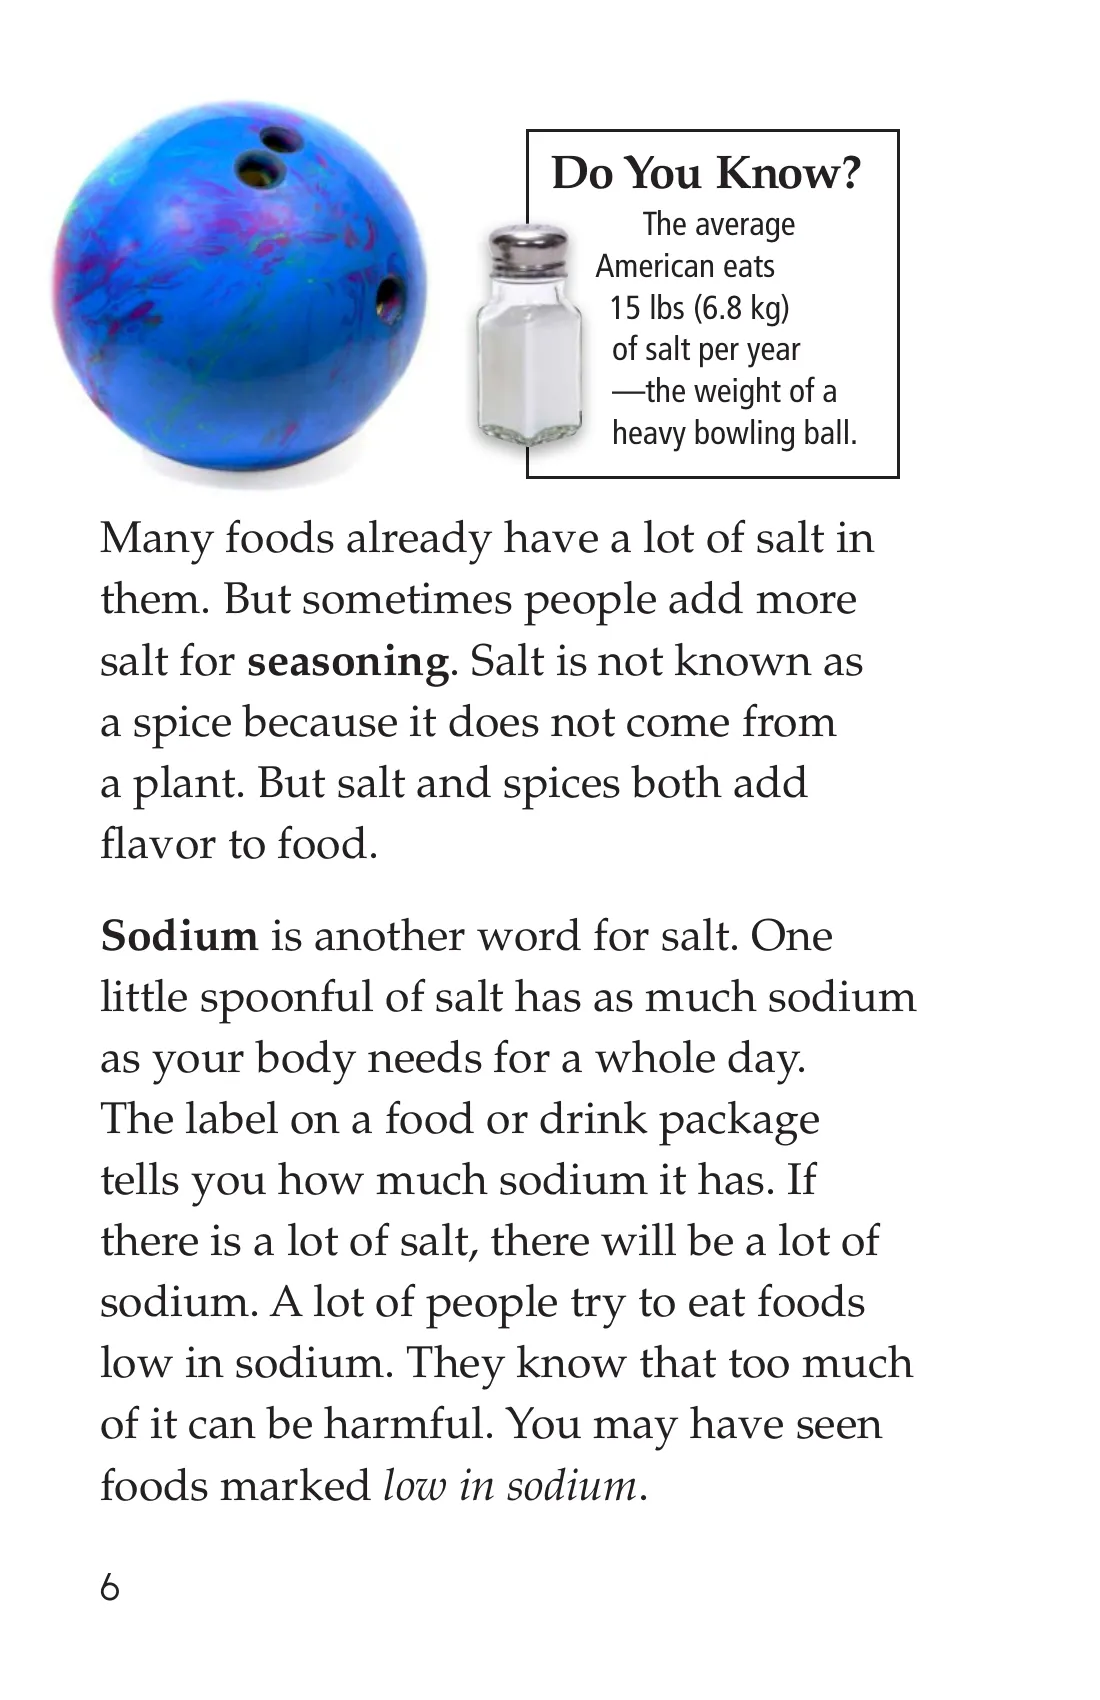 Do You Know?
The average
American eats
15 lbs (6.8 kg)
of salt per year
—the weight of a
heavy bowling ball.
Many foods already have a lot of salt in
them. But sometimes people add more
salt for seasoning. Salt is not known as
a spice because it does not come from
a plant. But salt and spices both add
flavor to food.
Sodium is another word for salt. One
little spoonful of salt has as much sodium
as your body needs for a whole day.
The label on a food or drink package
tells you how much sodium it has. If
there is a lot of salt, there will be a lot of
sodium. A lot of people try to eat foods
low in sodium. They know that too much
of it can be harmful. You may have seen
foods marked low in sodium.
6